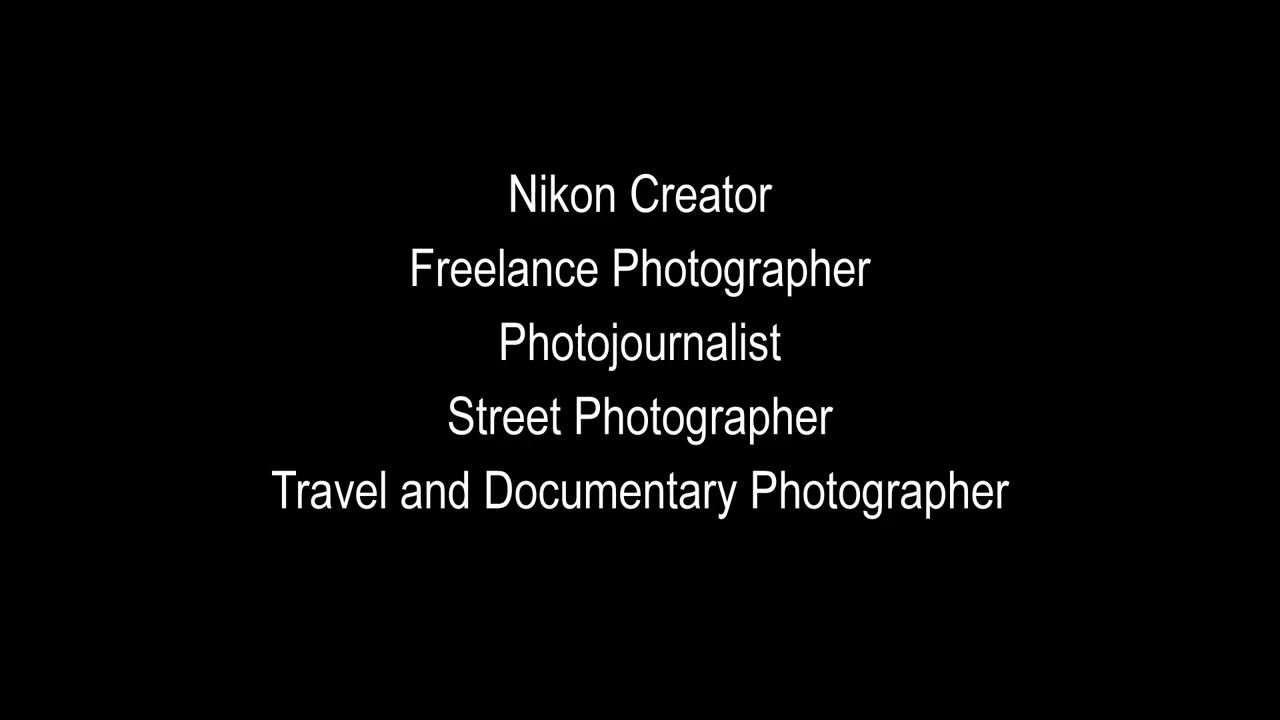 Nikon Creator
Freelance Photographer
Photojournalist
Street Photographer
Travel and Documentary Photographer